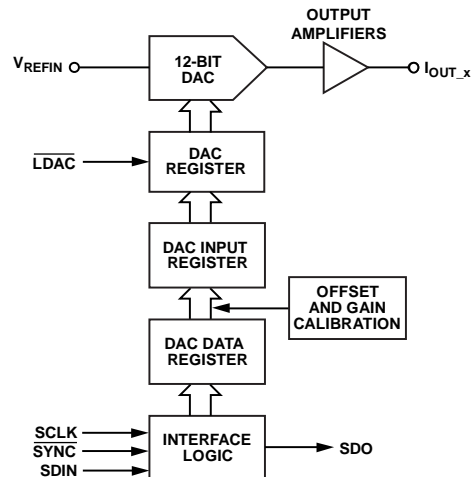 OUTPUT
AMPLIFIERS
VREFIN
12-BIT
DAC
IOUT_x
LDAC
DAC
REGISTER
DAC INPUT
REGISTER
OFFSET
AND GAIN
CALIBRATION
DAC DATA
REGISTER
SCLK
SYNC
SDIN
INTERFACE
LOGIC
SDO